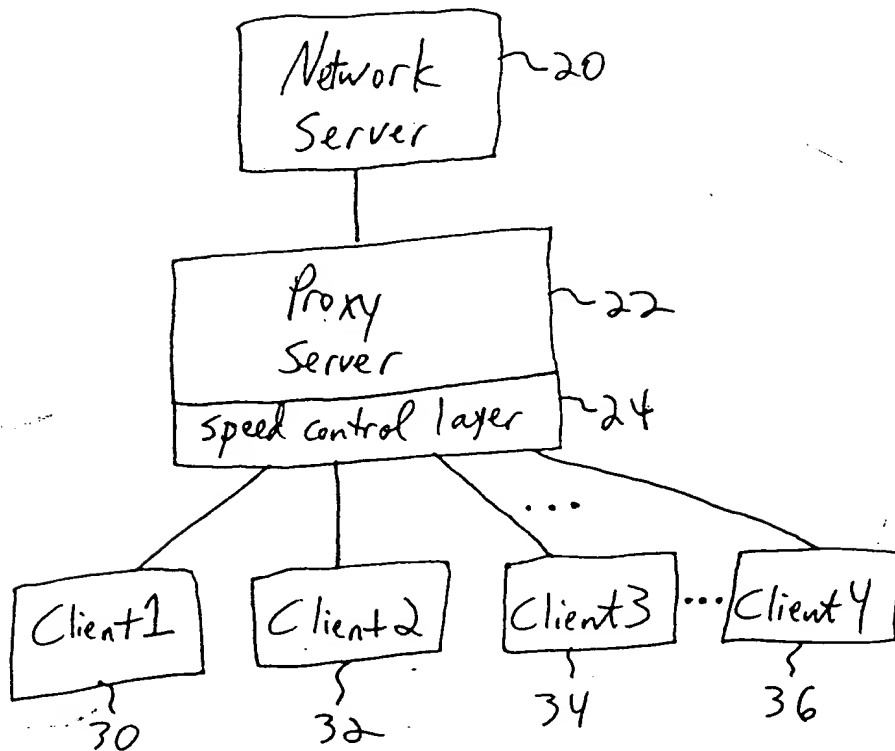 Network
Server
20
Proxy
Server
22
speed control layer
24
...
Client1
Client2
Client3
...
Client4
30
32
34
36